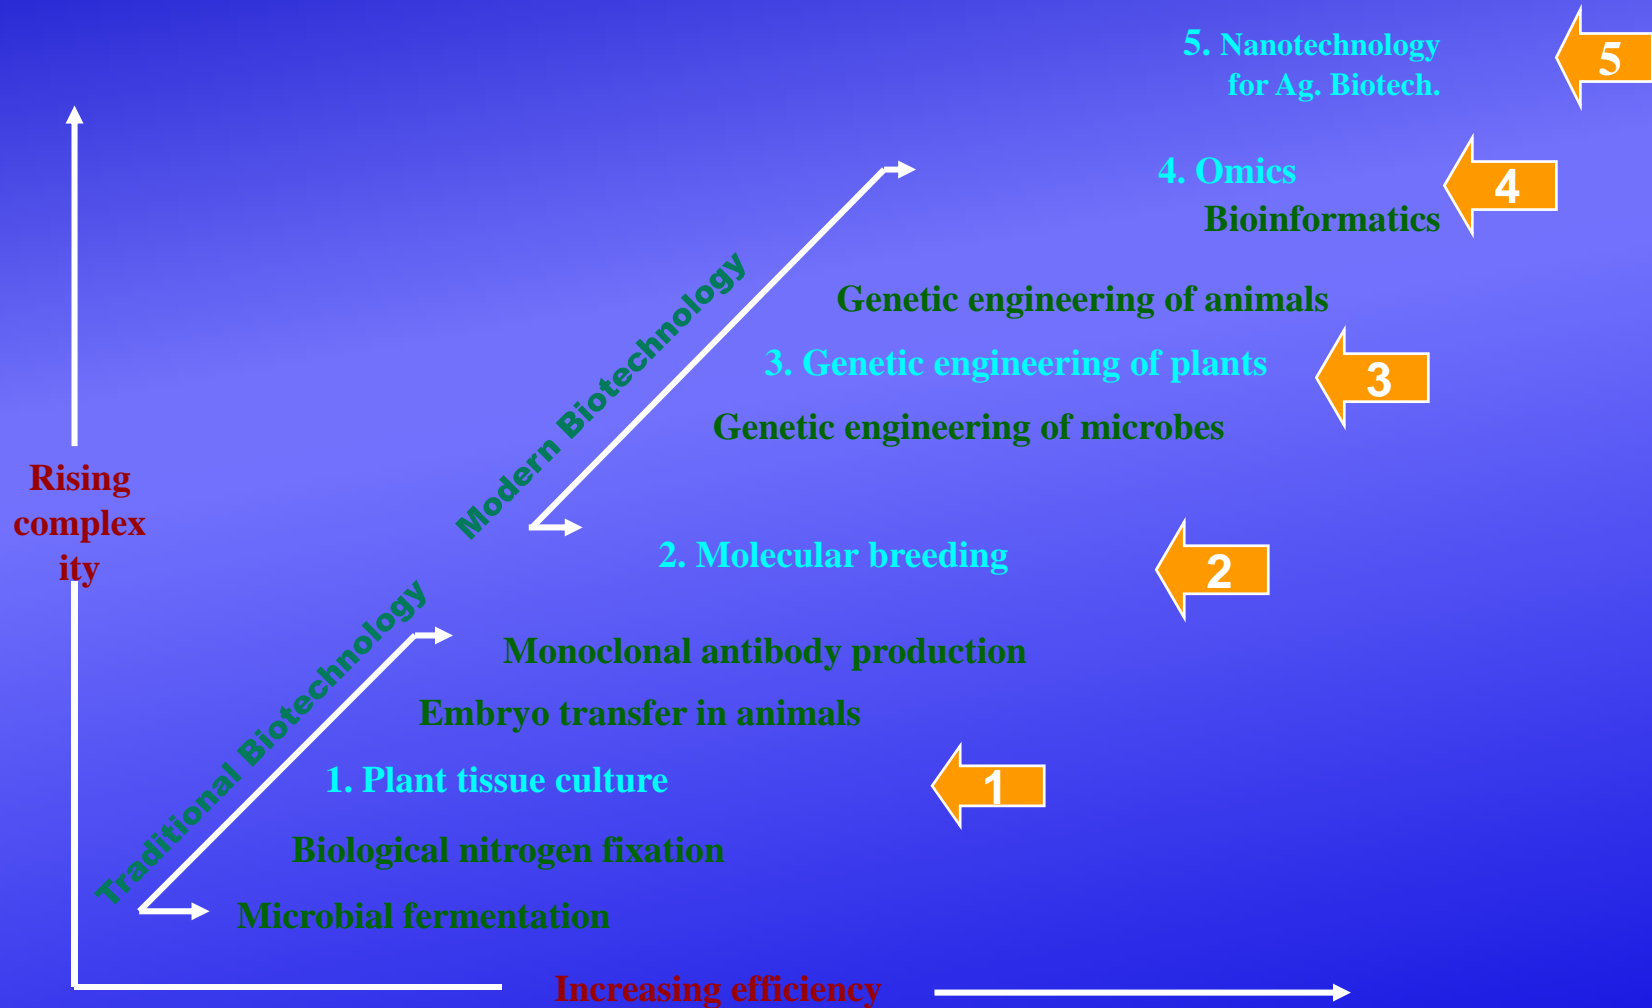 5. Nanotechnology
for Ag. Biotech.
5
4. Omics
4
Bioinformatics
Genetic engineering of animals
3. Genetic engineering of plants
3
Genetic engineering of microbes
Modern Biotechnology
Rising
complex
ity
2. Molecular breeding
2
Monoclonal antibody production
Embryo transfer in animals
1. Plant tissue culture
1
Traditional Biotechnology
Biological nitrogen fixation
Microbial fermentation
Increasing efficiency